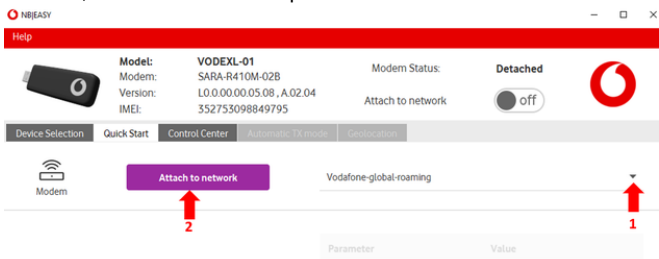 NB|EASY
Help
Model: VODEXL-01
Modem: SARA-R410M-02B
Version: L0.0.00.00.05.08 , A.02.04
IMEI: 352753098849795
Modem Status: Detached
Attach to network off
Device Selection Quick Start Control Center Automatic TX mode Geolocation
Modem
Attach to network
Vodafone-global-roaming
1
2
Parameter Value